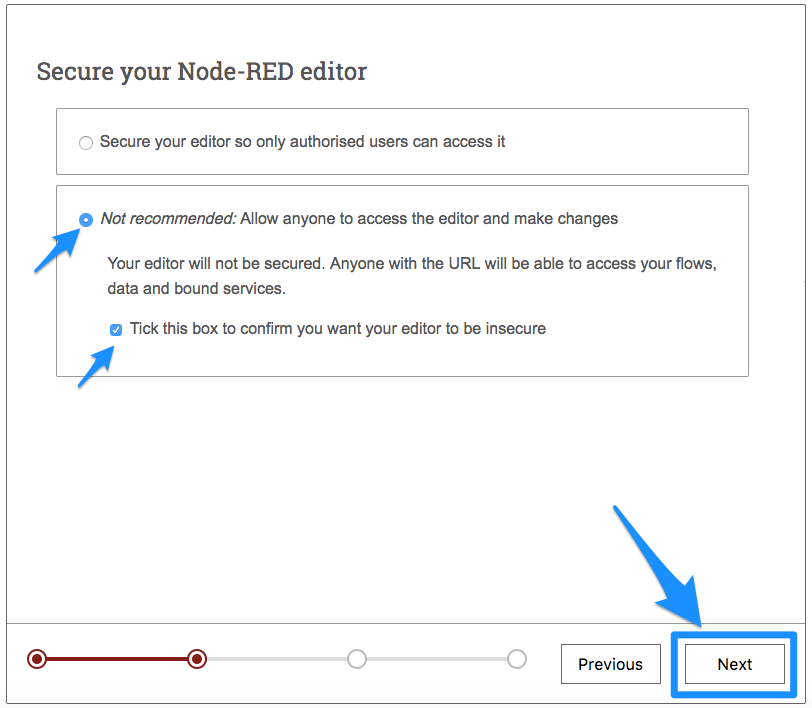 Secure your Node-RED editor
Secure your editor so only authorised users can access it
Not recommended: Allow anyone to access the editor and make changes
Your editor will not be secured. Anyone with the URL will be able to access your flows,
data and bound services.
Tick this box to confirm you want your editor to be insecure
Previous
Next